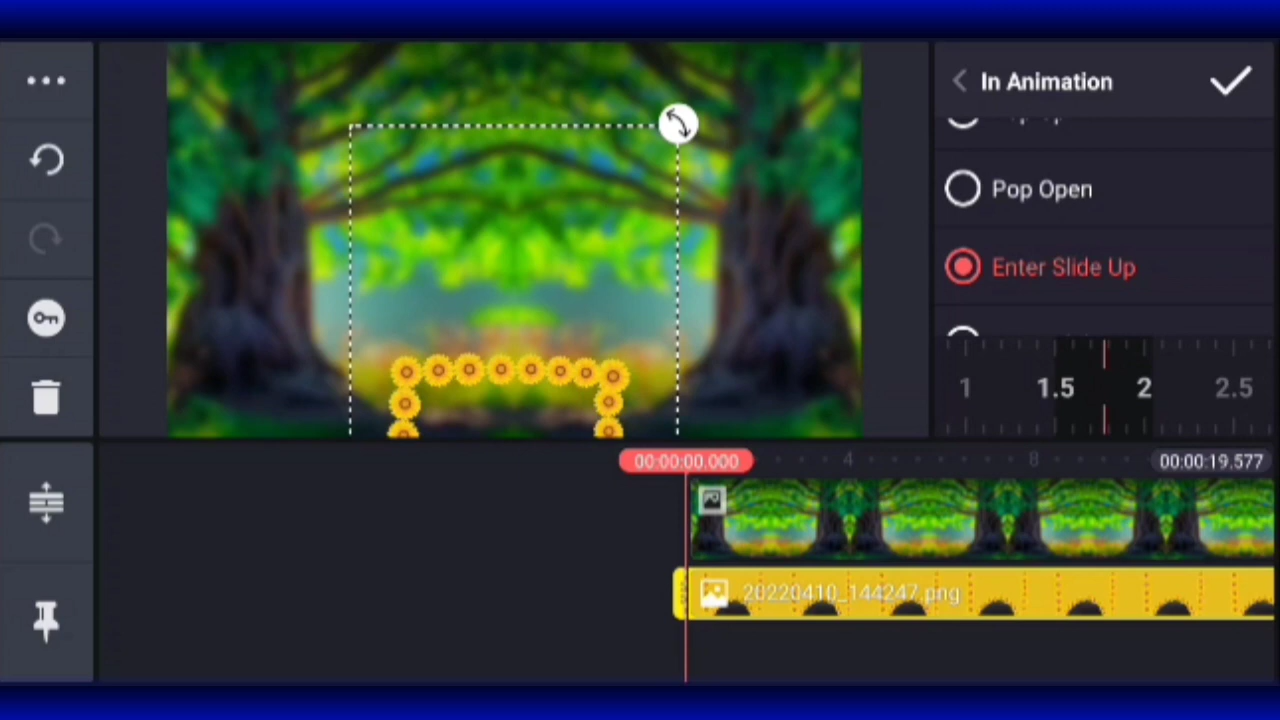 In Animation
Pop Open
Enter Slide Up
1 1.5 2 2.5
00:00:00.000 4 8 00:00:19.577
20220410_144247.png